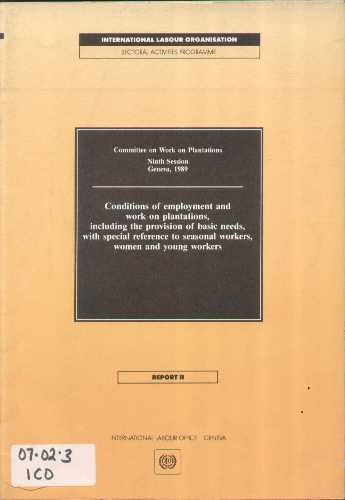 INTERNATIONAL LABOUR ORGANISATION
SECTORAL ACTIVITIES PROGRAMME
Committee on Work on Plantations
Ninth Session
Geneva, 1989
Conditions of employment and
work on plantations,
including the provision of basic needs,
with special reference to seasonal workers,
women and young workers
REPORT II
INTERNATIONAL LABOUR OFFICE GENEVA
07.02.3
ICO